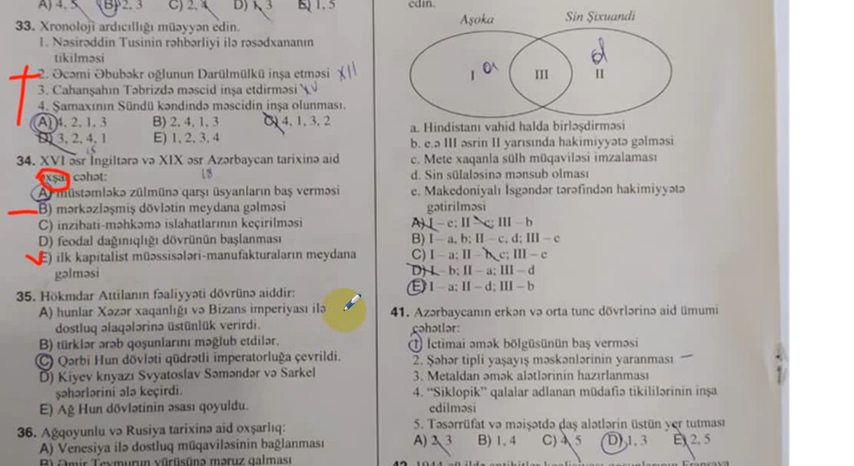 A) 4, 5 B) 2, 3 C) 2, 4 D) 1, 3 E) 1, 5
33. Xronoloji ardıcıllığı müəyyən edin.
1. Nəsirəddin Tusinin rəhbərliyi ilə rəsədxananın
tikilməsi
2. Əcəmi Əbubəkr oğlunun Darülmülkü inşa etməsi XII
3. Cahanşahın Təbrizdə məscid inşa etdirməsi XV
4. Şamaxının Sündü kəndində məscidin inşa olunması.
A) 4, 2, 1, 3 B) 2, 4, 1, 3 C) 4, 1, 3, 2
D) 3, 2, 4, 1 E) 1, 2, 3, 4
34. XVI əsr İngiltərə və XIX əsr Azərbaycan tarixinə aid
oxşar cəhət: 18
A) müstəmləkə zülmünə qarşı üsyanların baş verməsi
B) mərkəzləşmiş dövlətin meydana gəlməsi
C) inzibati-məhkəmə islahatlarının keçirilməsi
D) feodal dağınıqlığı dövrünün başlanması
E) ilk kapitalist müəssisələri-manufakturaların meydana
gəlməsi
35. Hökmdar Attilanın fəaliyyəti dövrünə aiddir:
A) hunlar Xəzər xaqanlığı və Bizans imperiyası ilə
dostluq əlaqələrinə üstünlük verirdi.
B) türklər ərəb qoşunlarını məğlub etdilər.
C) Qərbi Hun dövləti qüdrətli imperatorluğa çevrildi.
D) Kiyev knyazı Svyatoslav Səməndər və Sarkel
şəhərlərini ələ keçirdi.
E) Ağ Hun dövlətinin əsası qoyuldu.
36. Ağqoyunlu və Rusiya tarixinə aid oxşarlıq:
A) Venesiya ilə dostluq müqaviləsinin bağlanması
B) Əmir Teymurun yürüşünə məruz qalması
edin.
Aşoka Sin Şixuandi
I a III d II
a. Hindistanı vahid halda birləşdirməsi
b. e.ə III əsrin II yarısında hakimiyyətə gəlməsi
c. Mete xaqanla sülh müqaviləsi imzalaması
d. Sin sülaləsinə mənsub olması
e. Makedoniyalı İsgəndər tərəfindən hakimiyyətə
gətirilməsi
A) I – e; II – c; III – b
B) I – a, b; II – c, d; III – e
C) I – a; II – b, c; III – e
D) I – b; II – a; III – d
E) I – a; II – d; III – b
41. Azərbaycanın erkən və orta tunc dövrlərinə aid ümumi
cəhətlər:
1. İctimai əmək bölgüsünün baş verməsi
2. Şəhər tipli yaşayış məskənlərinin yaranması
3. Metaldan əmək alətlərinin hazırlanması
4. “Siklopik” qalalar adlanan müdafiə tikililərinin inşa
edilməsi
5. Təsərrüfat və məişətdə daş alətlərin üstün yer tutması
A) 2, 3 B) 1, 4 C) 4, 5 D) 1, 3 E) 2, 5